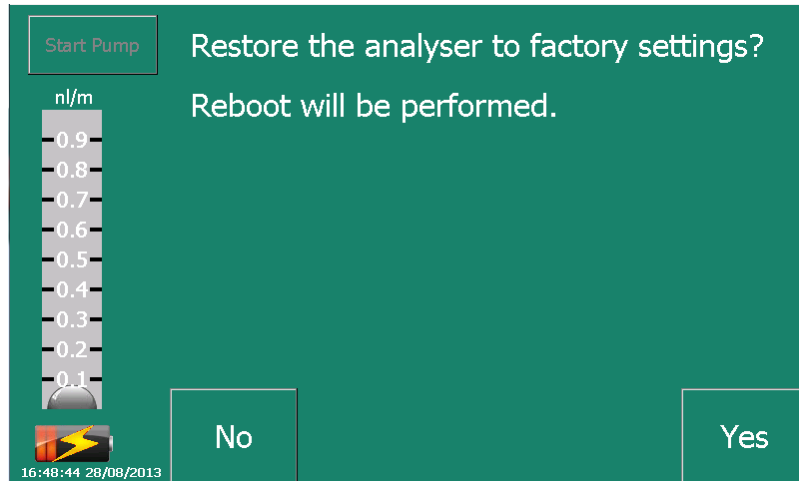 Start Pump
Restore the analyser to factory settings?
Reboot will be performed.
nl/m
0.9
0.8
0.7
0.6
0.5
0.4
0.3
0.2
0.1
No
Yes
16:48:44 28/08/2013